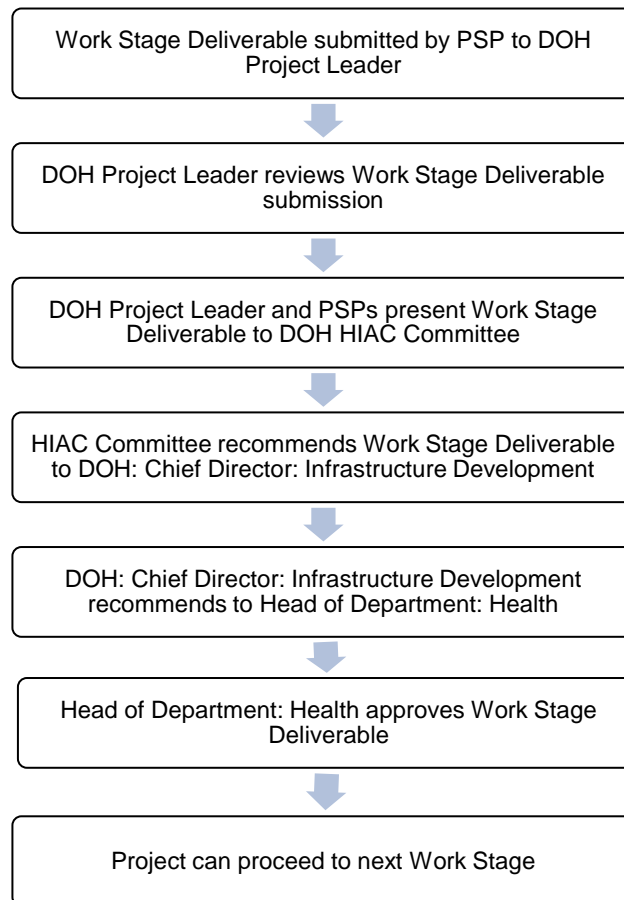 Work Stage Deliverable submitted by PSP to DOH
Project Leader
DOH Project Leader reviews Work Stage Deliverable
submission
DOH Project Leader and PSPs present Work Stage
Deliverable to DOH HIAC Committee
HIAC Committee recommends Work Stage Deliverable
to DOH: Chief Director: Infrastructure Development
DOH: Chief Director: Infrastructure Development
recommends to Head of Department: Health
Head of Department: Health approves Work Stage
Deliverable
Project can proceed to next Work Stage